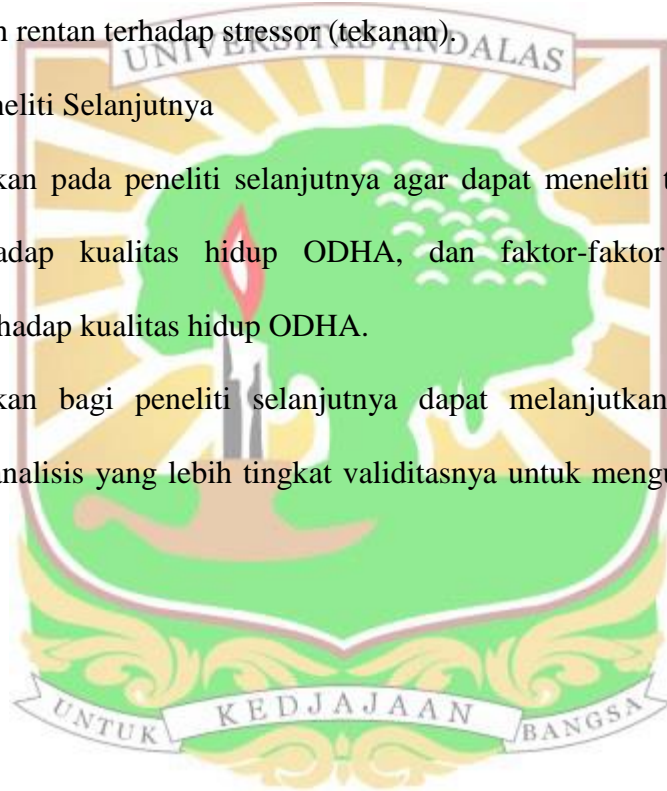 n rentan terhadap stressor (tekanan).
UNIVERSITAS ANDALAS
neliti Selanjutnya
kan pada peneliti selanjutnya agar dapat meneliti t
adap kualitas hidup ODHA, dan faktor-faktor
hadap kualitas hidup ODHA.
kan bagi peneliti selanjutnya dapat melanjutkan
analisis yang lebih tingkat validitasnya untuk mengu
UNTUK KEDJAJAAN BANGSA